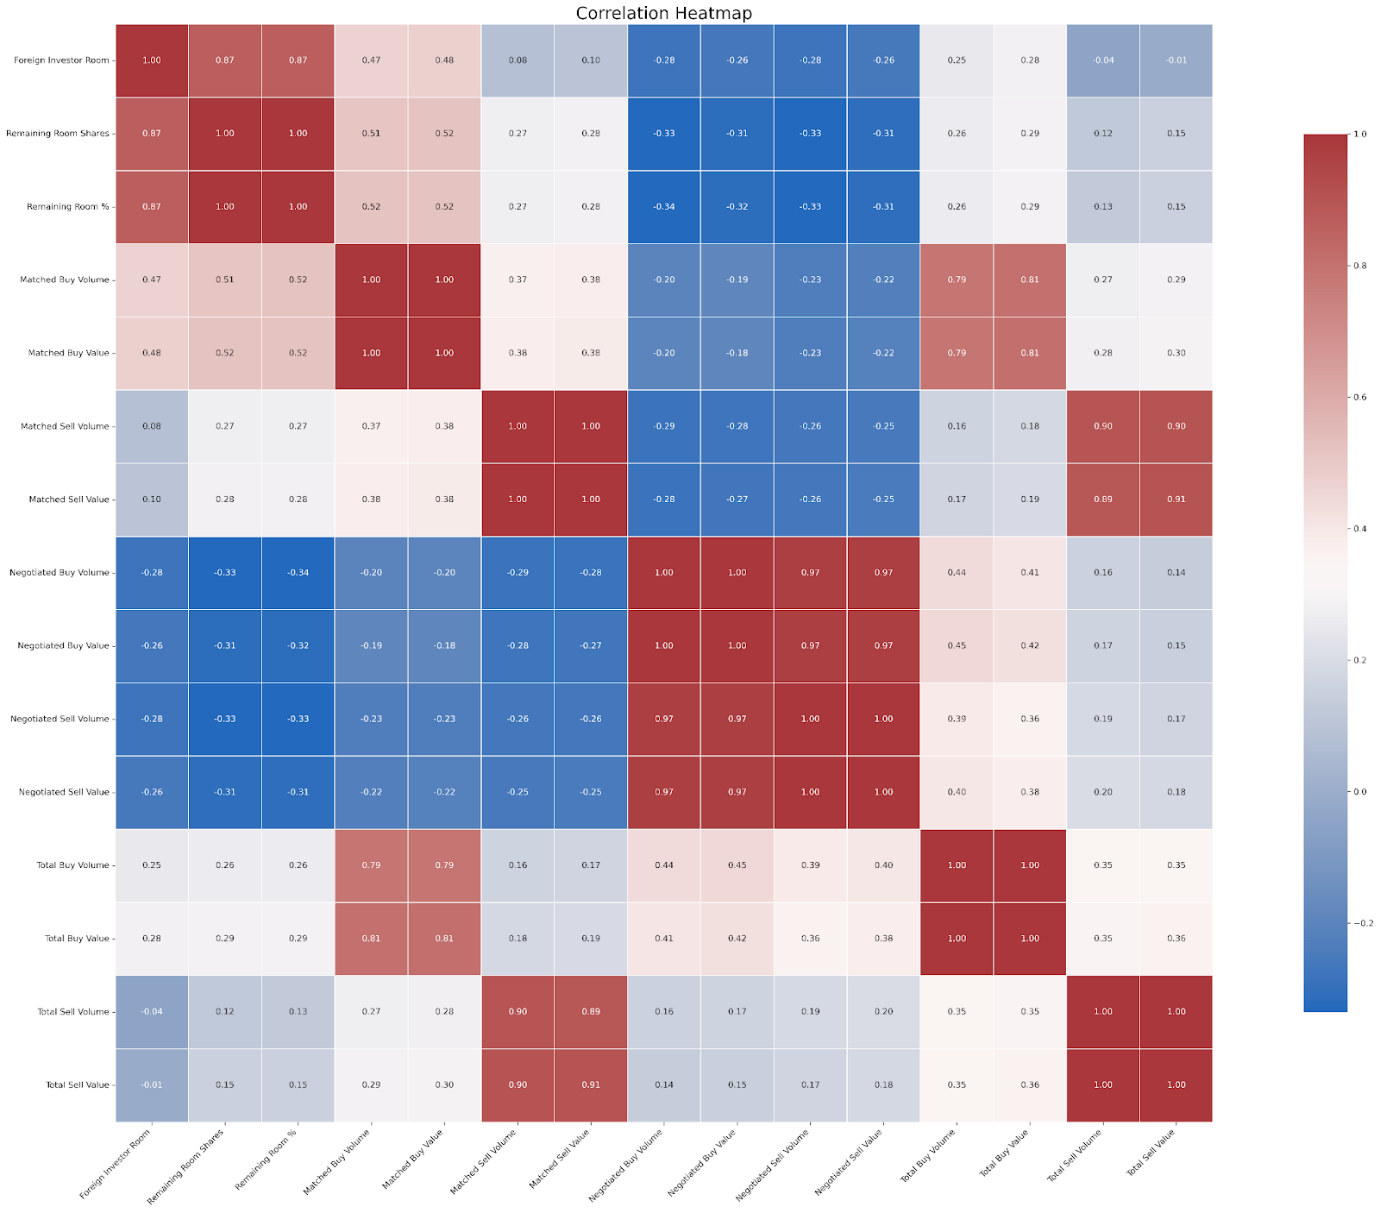 Correlation Heatmap
Foreign Investor Room 1.00 0.87 0.87 0.47 0.48 0.08 0.10 -0.28 -0.26 -0.28 -0.26 0.25 0.28 -0.04 -0.01
Remaining Room Shares 0.87 1.00 1.00 0.51 0.52 0.27 0.28 -0.33 -0.31 -0.33 -0.31 0.26 0.29 0.12 0.15
Remaining Room % 0.87 1.00 1.00 0.52 0.52 0.27 0.28 -0.34 -0.32 -0.33 -0.31 0.26 0.29 0.13 0.15
Matched Buy Volume 0.47 0.51 0.52 1.00 1.00 0.37 0.38 -0.20 -0.19 -0.23 -0.22 0.79 0.81 0.27 0.29
Matched Buy Value 0.48 0.52 0.52 1.00 1.00 0.38 0.38 -0.20 -0.18 -0.23 -0.22 0.79 0.81 0.28 0.30
Matched Sell Volume 0.08 0.27 0.27 0.37 0.38 1.00 1.00 -0.29 -0.28 -0.26 -0.25 0.16 0.18 0.90 0.90
Matched Sell Value 0.10 0.28 0.28 0.38 0.38 1.00 1.00 -0.28 -0.27 -0.26 -0.25 0.17 0.19 0.89 0.91
Negotiated Buy Volume -0.28 -0.33 -0.34 -0.20 -0.20 -0.29 -0.28 1.00 1.00 0.97 0.97 0.44 0.41 0.16 0.14
Negotiated Buy Value -0.26 -0.31 -0.32 -0.19 -0.18 -0.28 -0.27 1.00 1.00 0.97 0.97 0.45 0.42 0.17 0.15
Negotiated Sell Volume -0.28 -0.33 -0.33 -0.23 -0.23 -0.26 -0.26 0.97 0.97 1.00 1.00 0.39 0.36 0.19 0.17
Negotiated Sell Value -0.26 -0.31 -0.31 -0.22 -0.22 -0.25 -0.25 0.97 0.97 1.00 1.00 0.40 0.38 0.20 0.18
Total Buy Volume 0.25 0.26 0.26 0.79 0.79 0.16 0.17 0.44 0.45 0.39 0.40 1.00 1.00 0.35 0.35
Total Buy Value 0.28 0.29 0.29 0.81 0.81 0.18 0.19 0.41 0.42 0.36 0.38 1.00 1.00 0.35 0.36
Total Sell Volume -0.04 0.12 0.13 0.27 0.28 0.90 0.89 0.16 0.17 0.19 0.20 0.35 0.35 1.00 1.00
Total Sell Value -0.01 0.15 0.15 0.29 0.30 0.90 0.91 0.14 0.15 0.17 0.18 0.35 0.36 1.00 1.00
Foreign Investor Room
Remaining Room Shares
Remaining Room %
Matched Buy Volume
Matched Buy Value
Matched Sell Volume
Matched Sell Value
Negotiated Buy Volume
Negotiated Buy Value
Negotiated Sell Volume
Negotiated Sell Value
Total Buy Volume
Total Buy Value
Total Sell Volume
Total Sell Value
1.0
0.8
0.6
0.4
0.2
0.0
−0.2